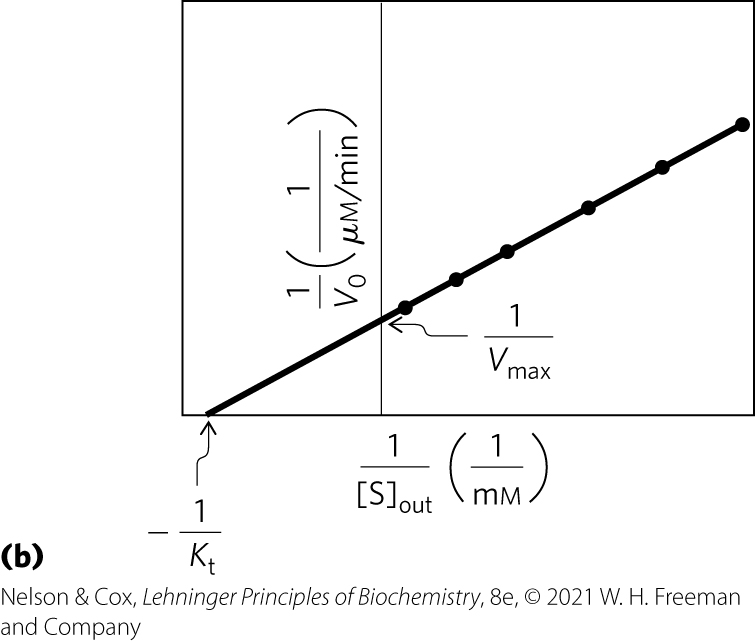 1/V₀ (1/μM/min)
1/Vmax
1/[S]out (1/mM)
− 1/Kt
(b)
Nelson & Cox, Lehninger Principles of Biochemistry, 8e, © 2021 W. H. Freeman
and Company